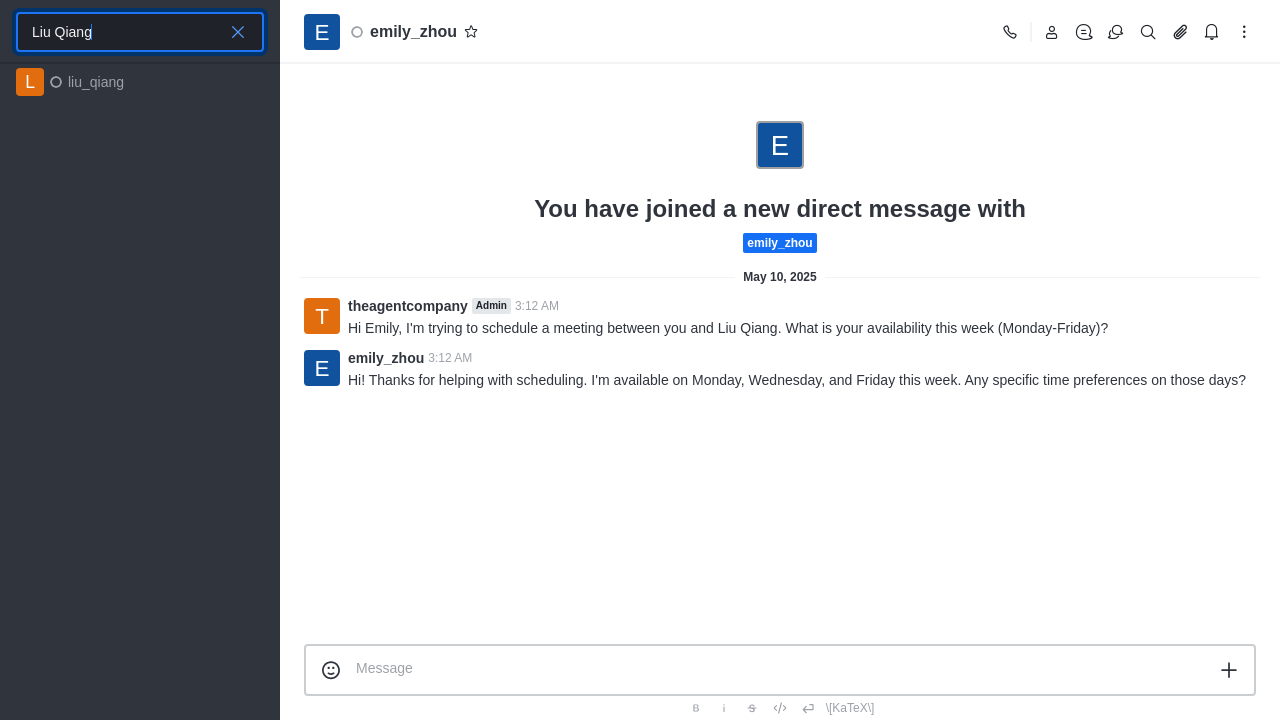 Liu Qiang
L liu_qiang
E emily_zhou
E
You have joined a new direct message with
emily_zhou
May 10, 2025
T theagentcompany Admin 3:12 AM
Hi Emily, I'm trying to schedule a meeting between you and Liu Qiang. What is your availability this week (Monday-Friday)?
E emily_zhou 3:12 AM
Hi! Thanks for helping with scheduling. I'm available on Monday, Wednesday, and Friday this week. Any specific time preferences on those days?
Message
B i S \[KaTeX\]